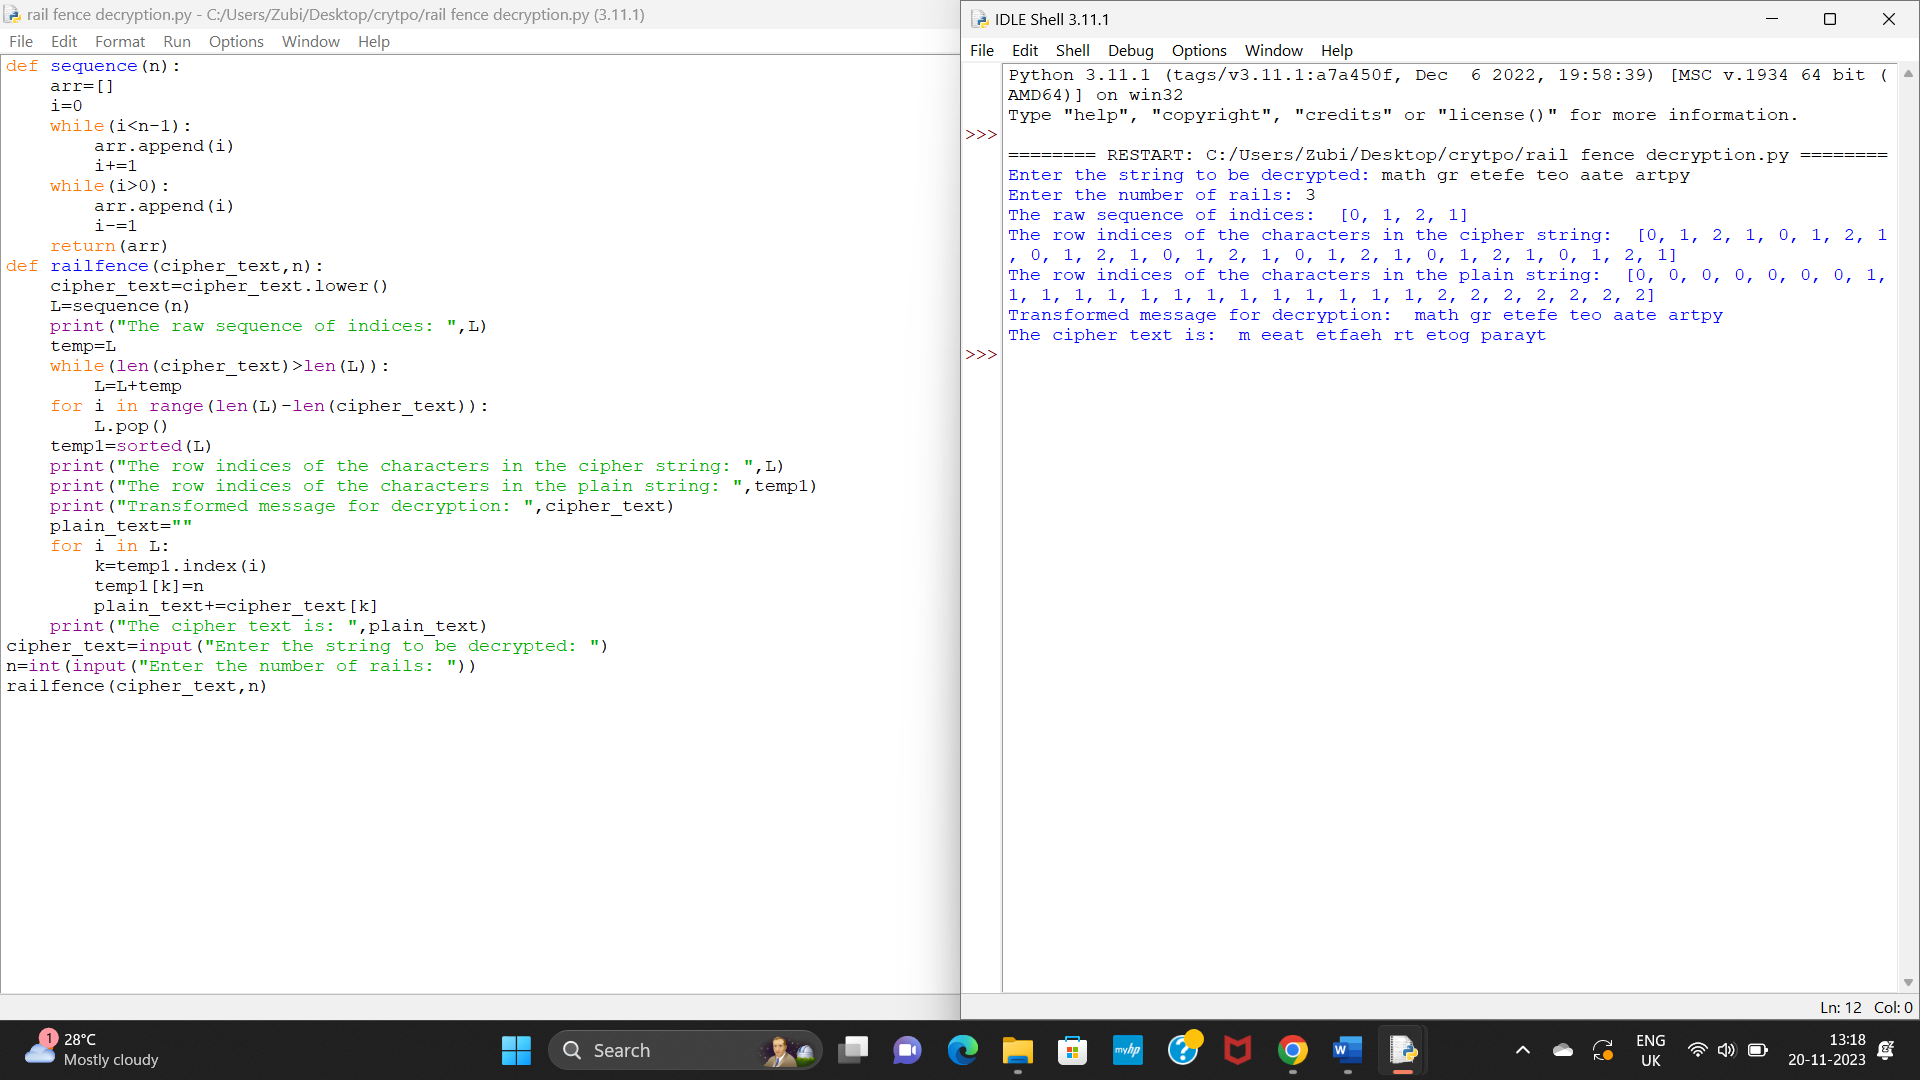 rail fence decryption.py - C:/Users/Zubi/Desktop/crytpo/rail fence decryption.py (3.11.1)
File Edit Format Run Options Window Help
def sequence(n):
    arr=[]
    i=0
    while(i<n-1):
        arr.append(i)
        i+=1
    while(i>0):
        arr.append(i)
        i-=1
    return(arr)
def railfence(cipher_text,n):
    cipher_text=cipher_text.lower()
    L=sequence(n)
    print("The raw sequence of indices: ",L)
    temp=L
    while(len(cipher_text)>len(L)):
        L=L+temp
    for i in range(len(L)-len(cipher_text)):
        L.pop()
    temp1=sorted(L)
    print("The row indices of the characters in the cipher string: ",L)
    print("The row indices of the characters in the plain string: ",temp1)
    print("Transformed message for decryption: ",cipher_text)
    plain_text=""
    for i in L:
        k=temp1.index(i)
        temp1[k]=n
        plain_text+=cipher_text[k]
    print("The cipher text is: ",plain_text)
cipher_text=input("Enter the string to be decrypted: ")
n=int(input("Enter the number of rails: "))
railfence(cipher_text,n)
IDLE Shell 3.11.1
File Edit Shell Debug Options Window Help
Python 3.11.1 (tags/v3.11.1:a7a450f, Dec  6 2022, 19:58:39) [MSC v.1934 64 bit (
AMD64)] on win32
Type "help", "copyright", "credits" or "license()" for more information.
>>>
======== RESTART: C:/Users/Zubi/Desktop/crytpo/rail fence decryption.py ========
Enter the string to be decrypted: math gr etefe teo aate artpy
Enter the number of rails: 3
The raw sequence of indices:  [0, 1, 2, 1]
The row indices of the characters in the cipher string:  [0, 1, 2, 1, 0, 1, 2, 1
, 0, 1, 2, 1, 0, 1, 2, 1, 0, 1, 2, 1, 0, 1, 2, 1, 0, 1, 2, 1]
The row indices of the characters in the plain string:  [0, 0, 0, 0, 0, 0, 0, 1,
1, 1, 1, 1, 1, 1, 1, 1, 1, 1, 1, 1, 1, 2, 2, 2, 2, 2, 2, 2]
Transformed message for decryption:  math gr etefe teo aate artpy
The cipher text is:  m eeat etfaeh rt etog parayt
>>>
Ln: 12 Col: 0
1
28°C
Mostly cloudy
Search
myhp
W
ENG
UK
13:18
20-11-2023